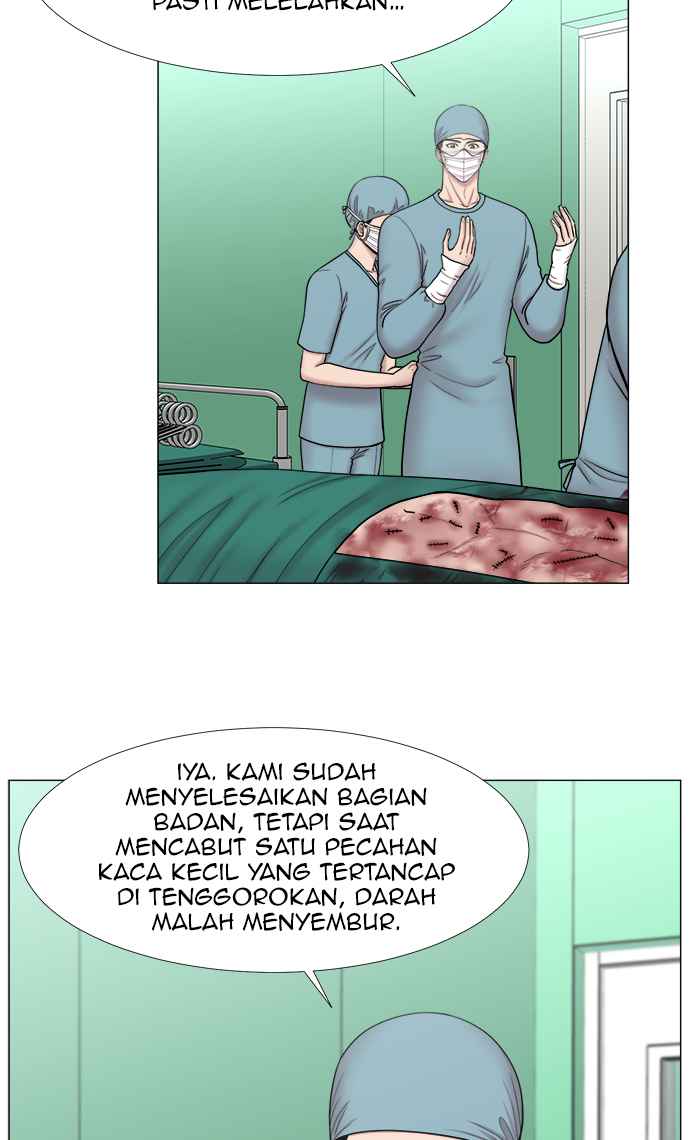 PASTI MELELAHKAN...
IYA. KAMI SUDAH
MENYELESAIKAN BAGIAN
BADAN, TETAPI SAAT
MENCABUT SATU PECAHAN
KACA KECIL YANG TERTANCAP
DI TENGGOROKAN, DARAH
MALAH MENYEMBUR.